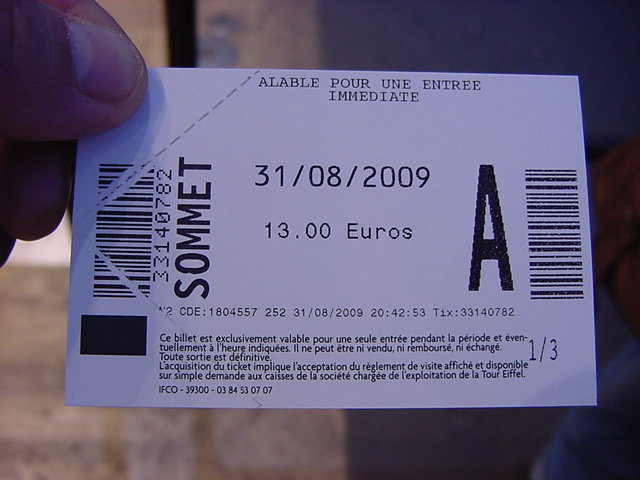 ALABLE POUR UNE ENTREE
IMMEDIATE
33140782
SOMMET
31/08/2009
13.00 Euros
A
CDE:1804557 252 31/08/2009 20:42:53 Tix:33140782
Ce billet est exclusivement valable pour une seule entrée pendant la période et éven-
tuellement à l'heure indiquées. Il ne peut être ni vendu, ni remboursé, ni échangé.
Toute sortie est définitive.
L'acquisition du ticket implique l'acceptation du règlement de visite affiché et disponible
sur simple demande aux caisses de la société chargée de l'exploitation de la Tour Eiffel.
1/3
IFCO - 39300 - 03 84 53 07 07